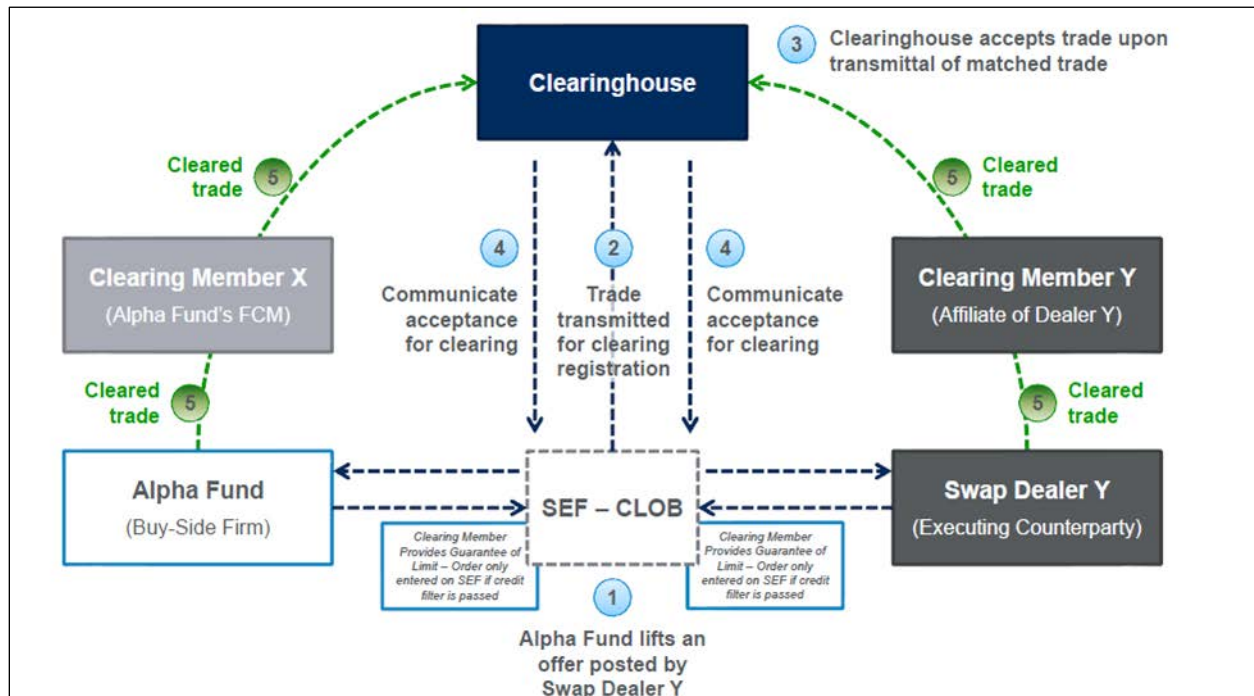 Clearinghouse
3
Clearinghouse accepts trade upon
transmittal of matched trade
Cleared
trade
5
5
Cleared
trade
Clearing Member X
(Alpha Fund's FCM)
4
Communicate
acceptance
for clearing
2
Trade
transmitted
for clearing
registration
4
Communicate
acceptance
for clearing
Clearing Member Y
(Affiliate of Dealer Y)
Cleared
trade
5
5
Cleared
trade
Alpha Fund
(Buy-Side Firm)
SEF – CLOB
Swap Dealer Y
(Executing Counterparty)
Clearing Member
Provides Guarantee of
Limit – Order only
entered on SEF if credit
filter is passed
Clearing Member
Provides Guarantee of
Limit – Order only
entered on SEF if credit
filter is passed
1
Alpha Fund lifts an
offer posted by
Swap Dealer Y